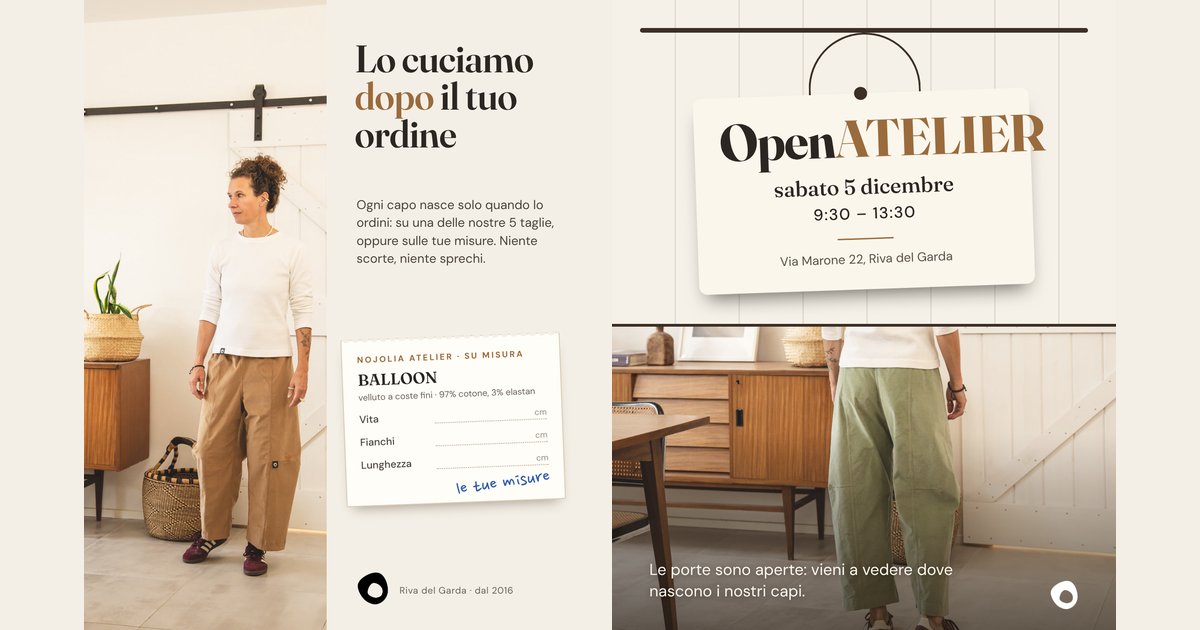 Lo cuciamo
dopo il tuo
ordine
Ogni capo nasce solo quando lo
ordini: su una delle nostre 5 taglie,
oppure sulle tue misure. Niente
scorte, niente sprechi.
NOJOLIA ATELIER · SU MISURA
BALLOON
velluto a coste fini · 97% cotone, 3% elastan
Vita cm
Fianchi cm
Lunghezza cm
le tue misure
Riva del Garda · dal 2016
OpenATELIER
sabato 5 dicembre
9:30 – 13:30
Via Marone 22, Riva del Garda
Le porte sono aperte: vieni a vedere dove
nascono i nostri capi.